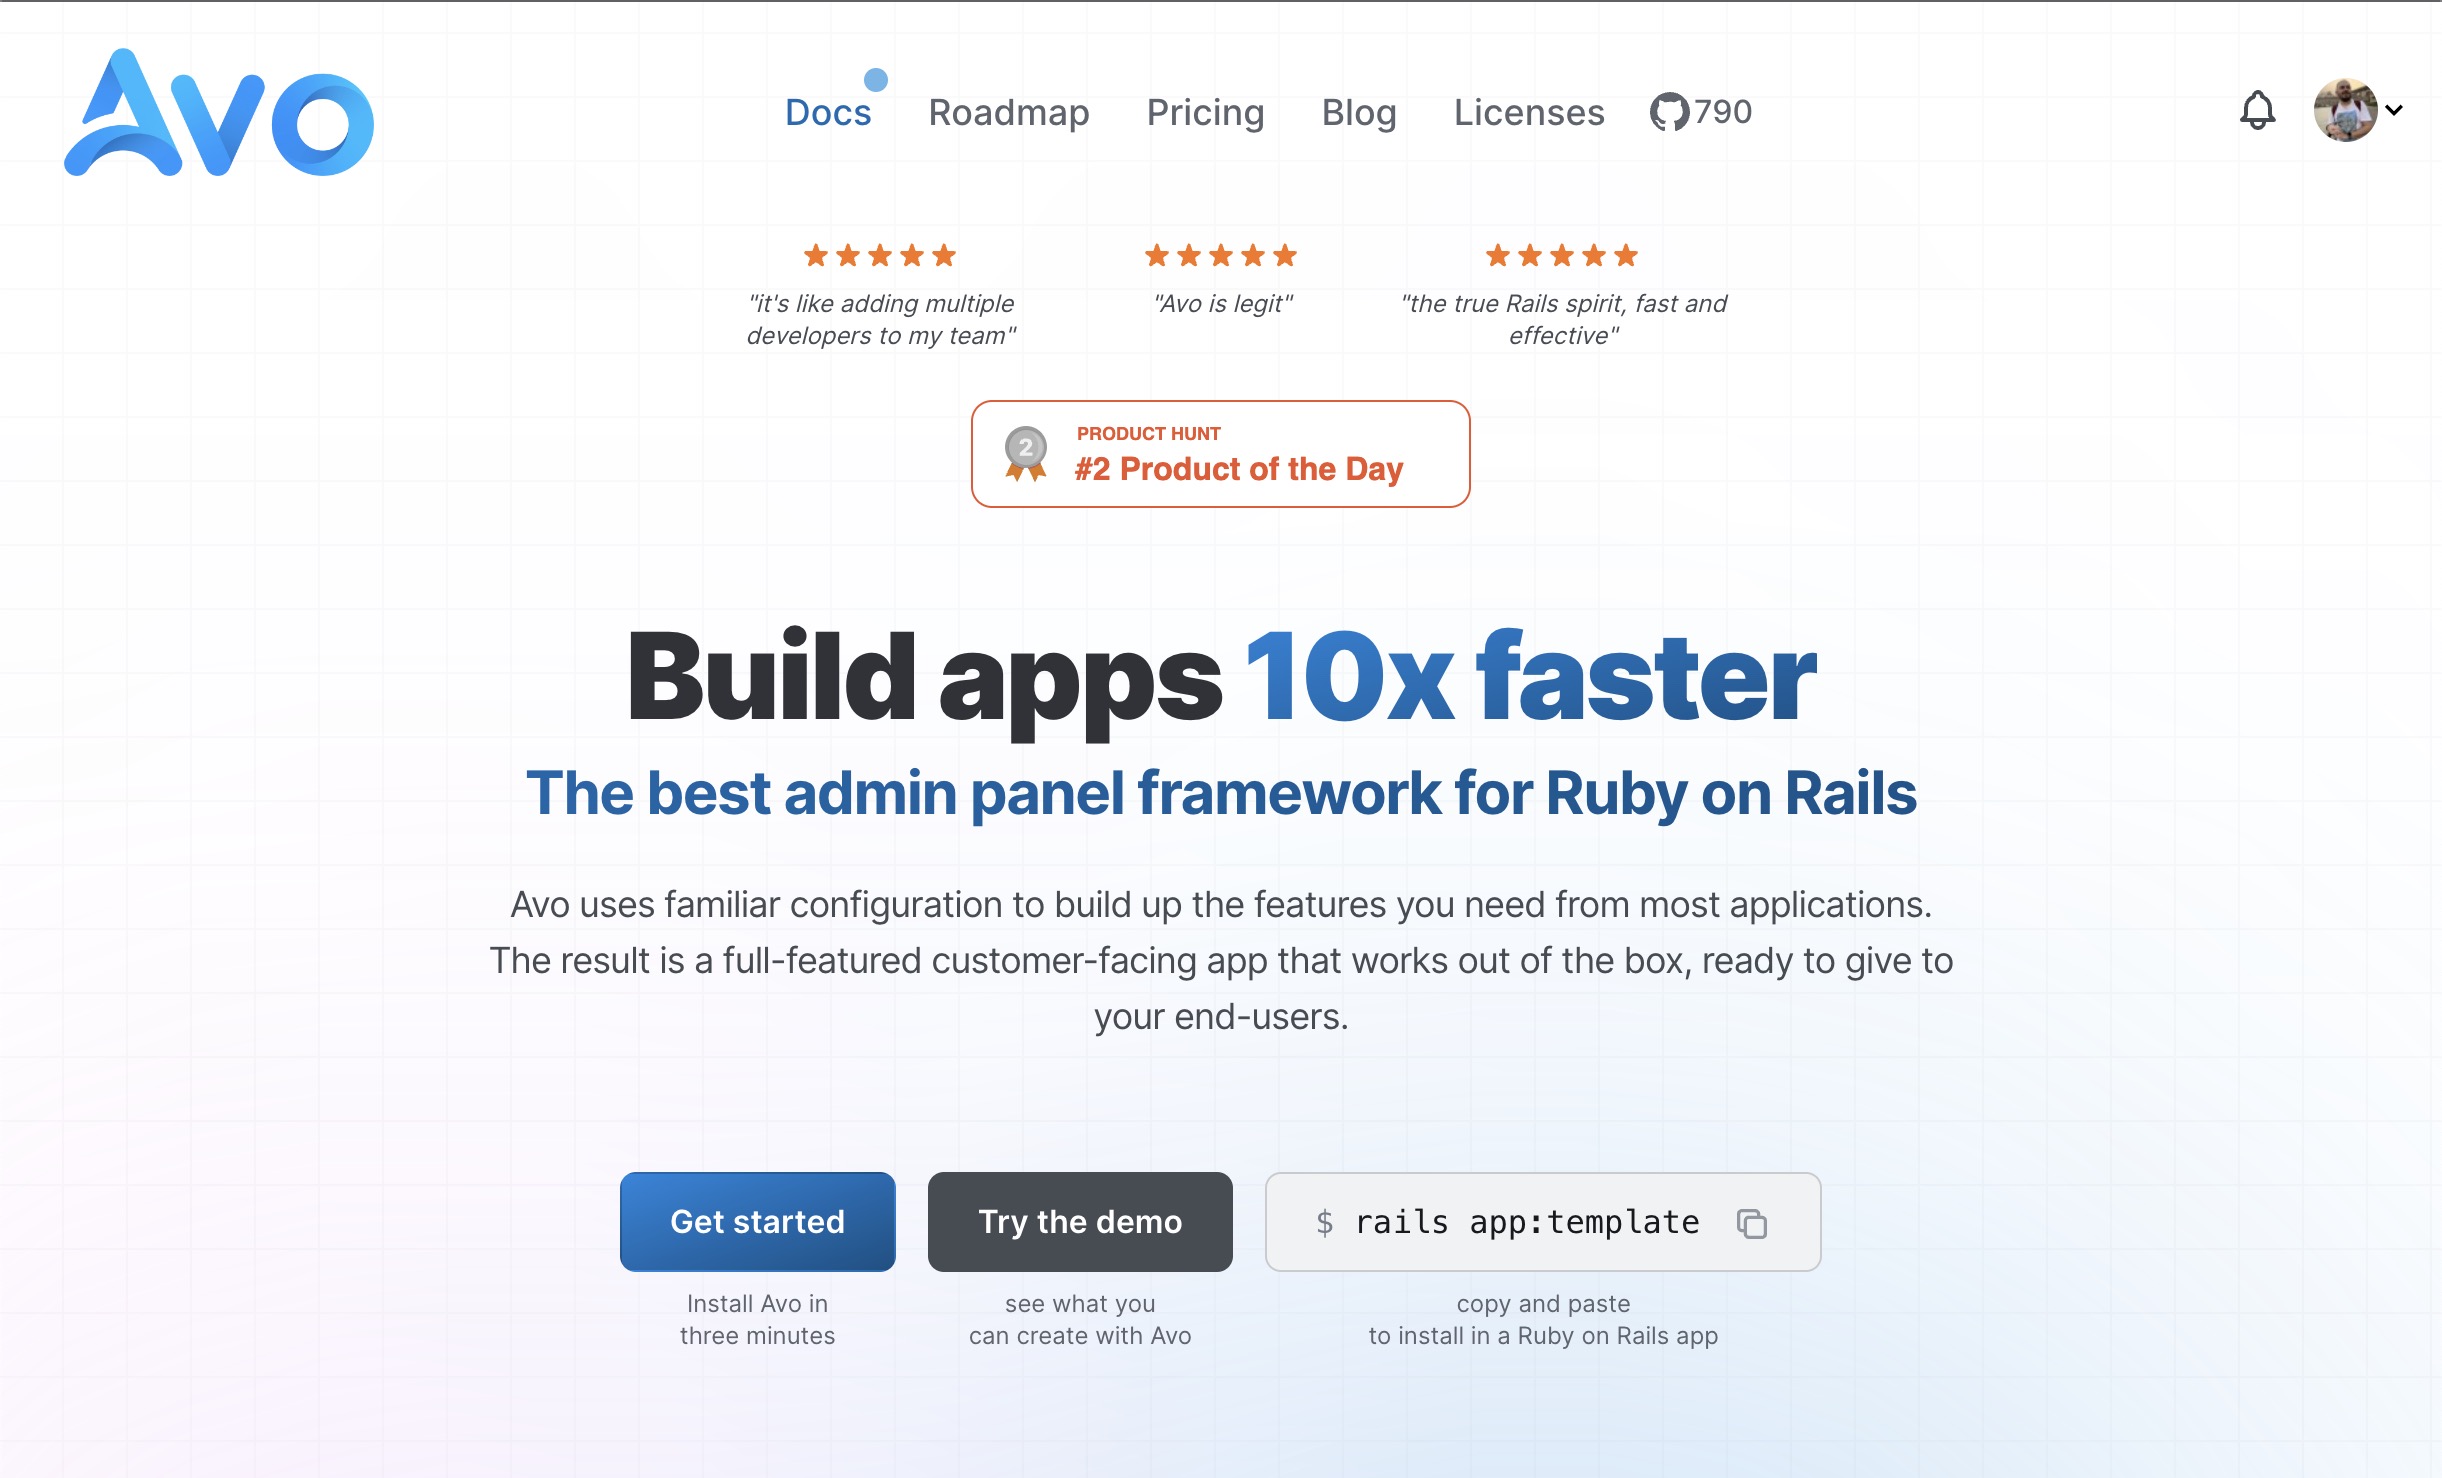 Avo
Docs
Roadmap
Pricing
Blog
Licenses
790
"it's like adding multiple
developers to my team"
"Avo is legit"
"the true Rails spirit, fast and
effective"
2
PRODUCT HUNT
#2 Product of the Day
Build apps 10x faster
The best admin panel framework for Ruby on Rails
Avo uses familiar configuration to build up the features you need from most applications.
The result is a full-featured customer-facing app that works out of the box, ready to give to
your end-users.
Get started
Install Avo in
three minutes
Try the demo
see what you
can create with Avo
$ rails app:template
copy and paste
to install in a Ruby on Rails app